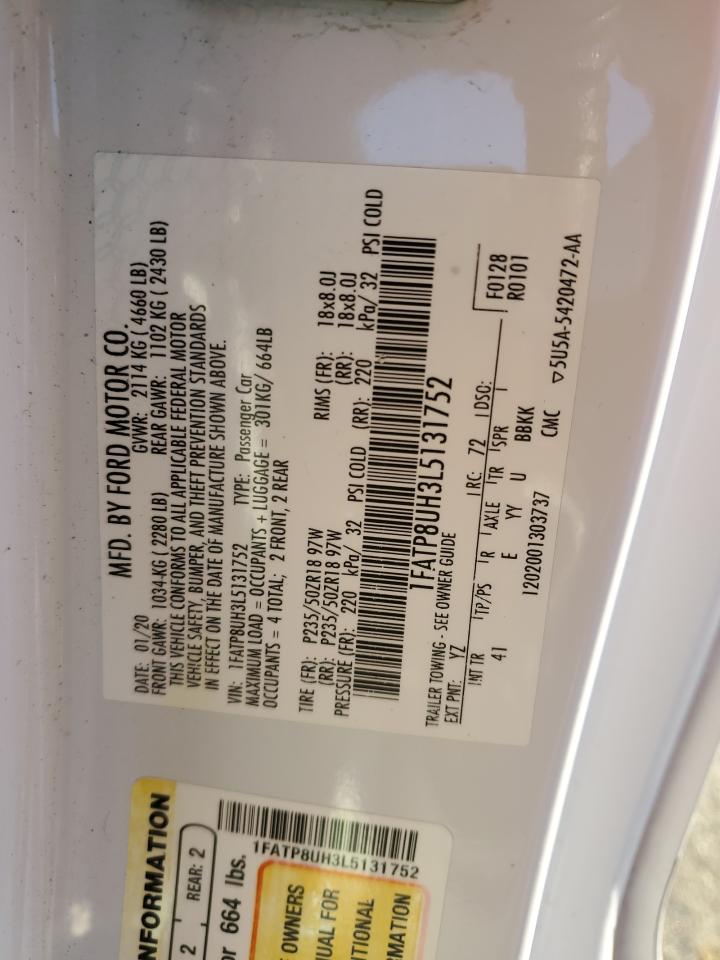 MFD. BY FORD MOTOR CO.
DATE: 01/20 GVWR: 2114 KG ( 4660 LB)
FRONT GAWR: 1034-KG ( 2280 LB) REAR GAWR: 1102 KG ( 2430 LB)
THIS VEHICLE CONFORMS TO ALL APPLICABLE FEDERAL MOTOR
VEHICLE SAFETY, BUMPER, AND THEFT PREVENTION STANDARDS
IN EFFECT ON THE DATE OF MANUFACTURE SHOWN ABOVE.
VIN: 1FATP8UH3L5131752 TYPE: Passenger Car
MAXIMUM LOAD = OCCUPANTS + LUGGAGE = 301KG/ 664LB
OCCUPANTS = 4 TOTAL; 2 FRONT, 2 REAR
TIRE (FR): P235/50ZR18 97W RIMS (FR): 18x8.0J
(RR): P235/50ZR18 97W (RR): 18x8.0J
PRESSURE (FR): 220 kPa/ 32 PSI COLD (RR): 220 kPa/ 32 PSI COLD
1FATP8UH3L5131752
TRAILER TOWING - SEE OWNER GUIDE
EXT PNT: YZ RC: 72 DSO:
INT TR TP/PS R AXLE TR SPR
41 E YY U BBKK
F0128
R0101
1202001303737 CMC ▽5U5A-5420472-AA
NFORMATION
2 REAR: 2
or 664 lbs.
1FATP8UH3L5131752
OWNERS
UAL FOR
ITIONAL
RMATION